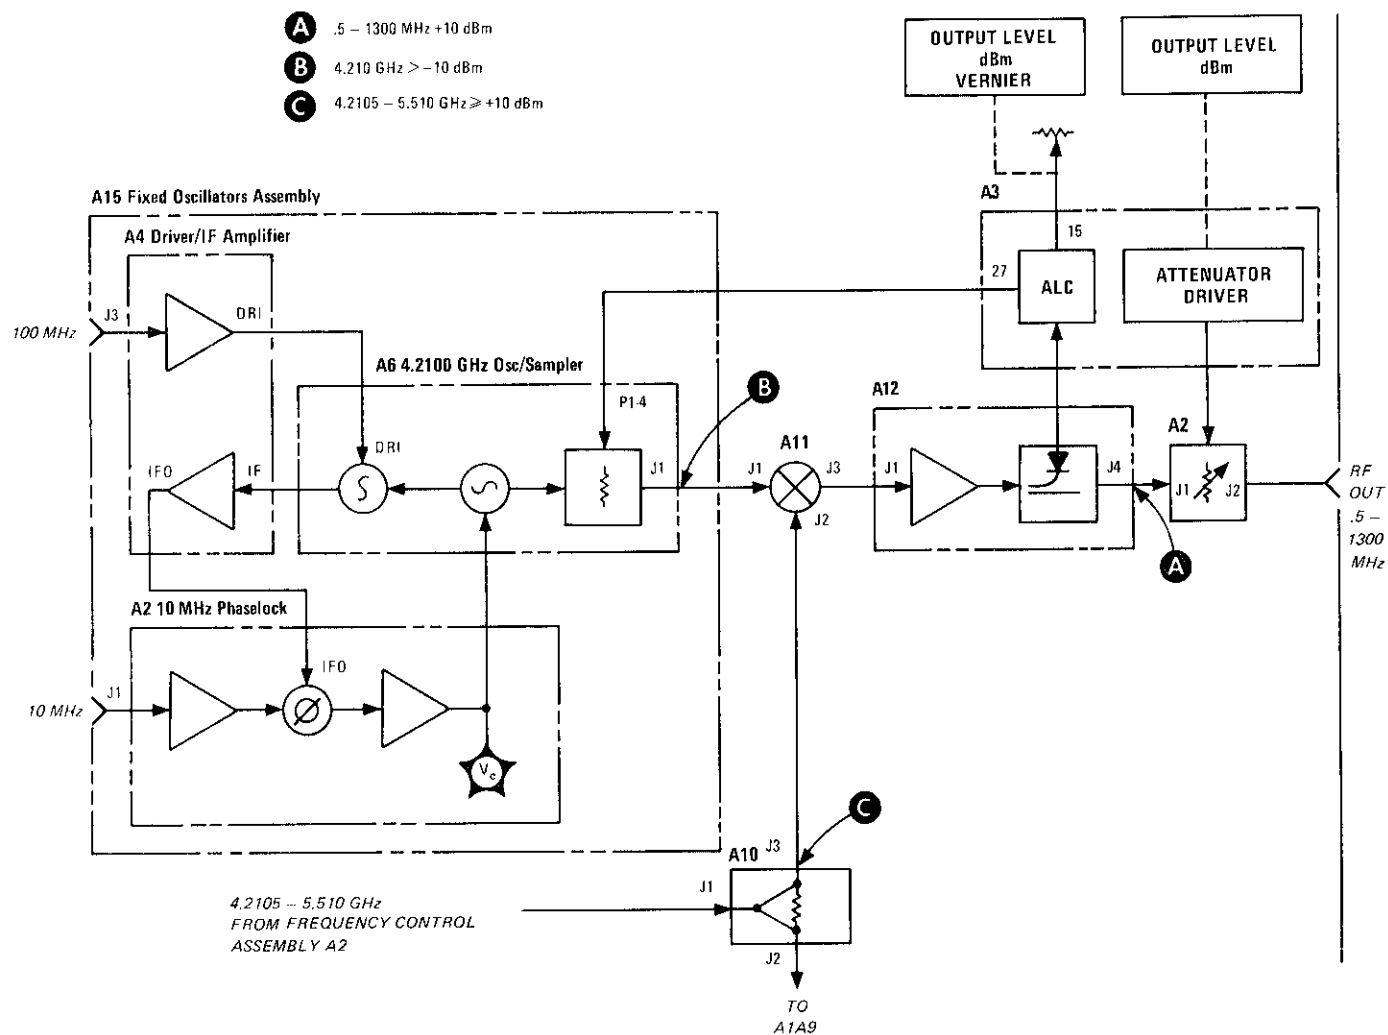 A .5 – 1300 MHz +10 dBm
B 4.210 GHz > –10 dBm
C 4.2105 – 5.510 GHz ⩾ +10 dBm
OUTPUT LEVEL
dBm
VERNIER
OUTPUT LEVEL
dBm
A15 Fixed Oscillators Assembly
A3
A4 Driver/IF Amplifier
15
27
ALC
ATTENUATOR
DRIVER
100 MHz
J3
DRI
A6 4.2100 GHz Osc/Sampler
P1-4
B
A12
A2
DRI
A11
IFO
IF
J1
J1
J3
J2
J1
J4
J1
J2
RF
OUT
.5 –
1300
MHz
A
A2 10 MHz Phaselock
IFO
J1
10 MHz
Vc
C
J3
A10
J1
4.2105 – 5.510 GHz
FROM FREQUENCY CONTROL
ASSEMBLY A2
J2
TO
A1A9